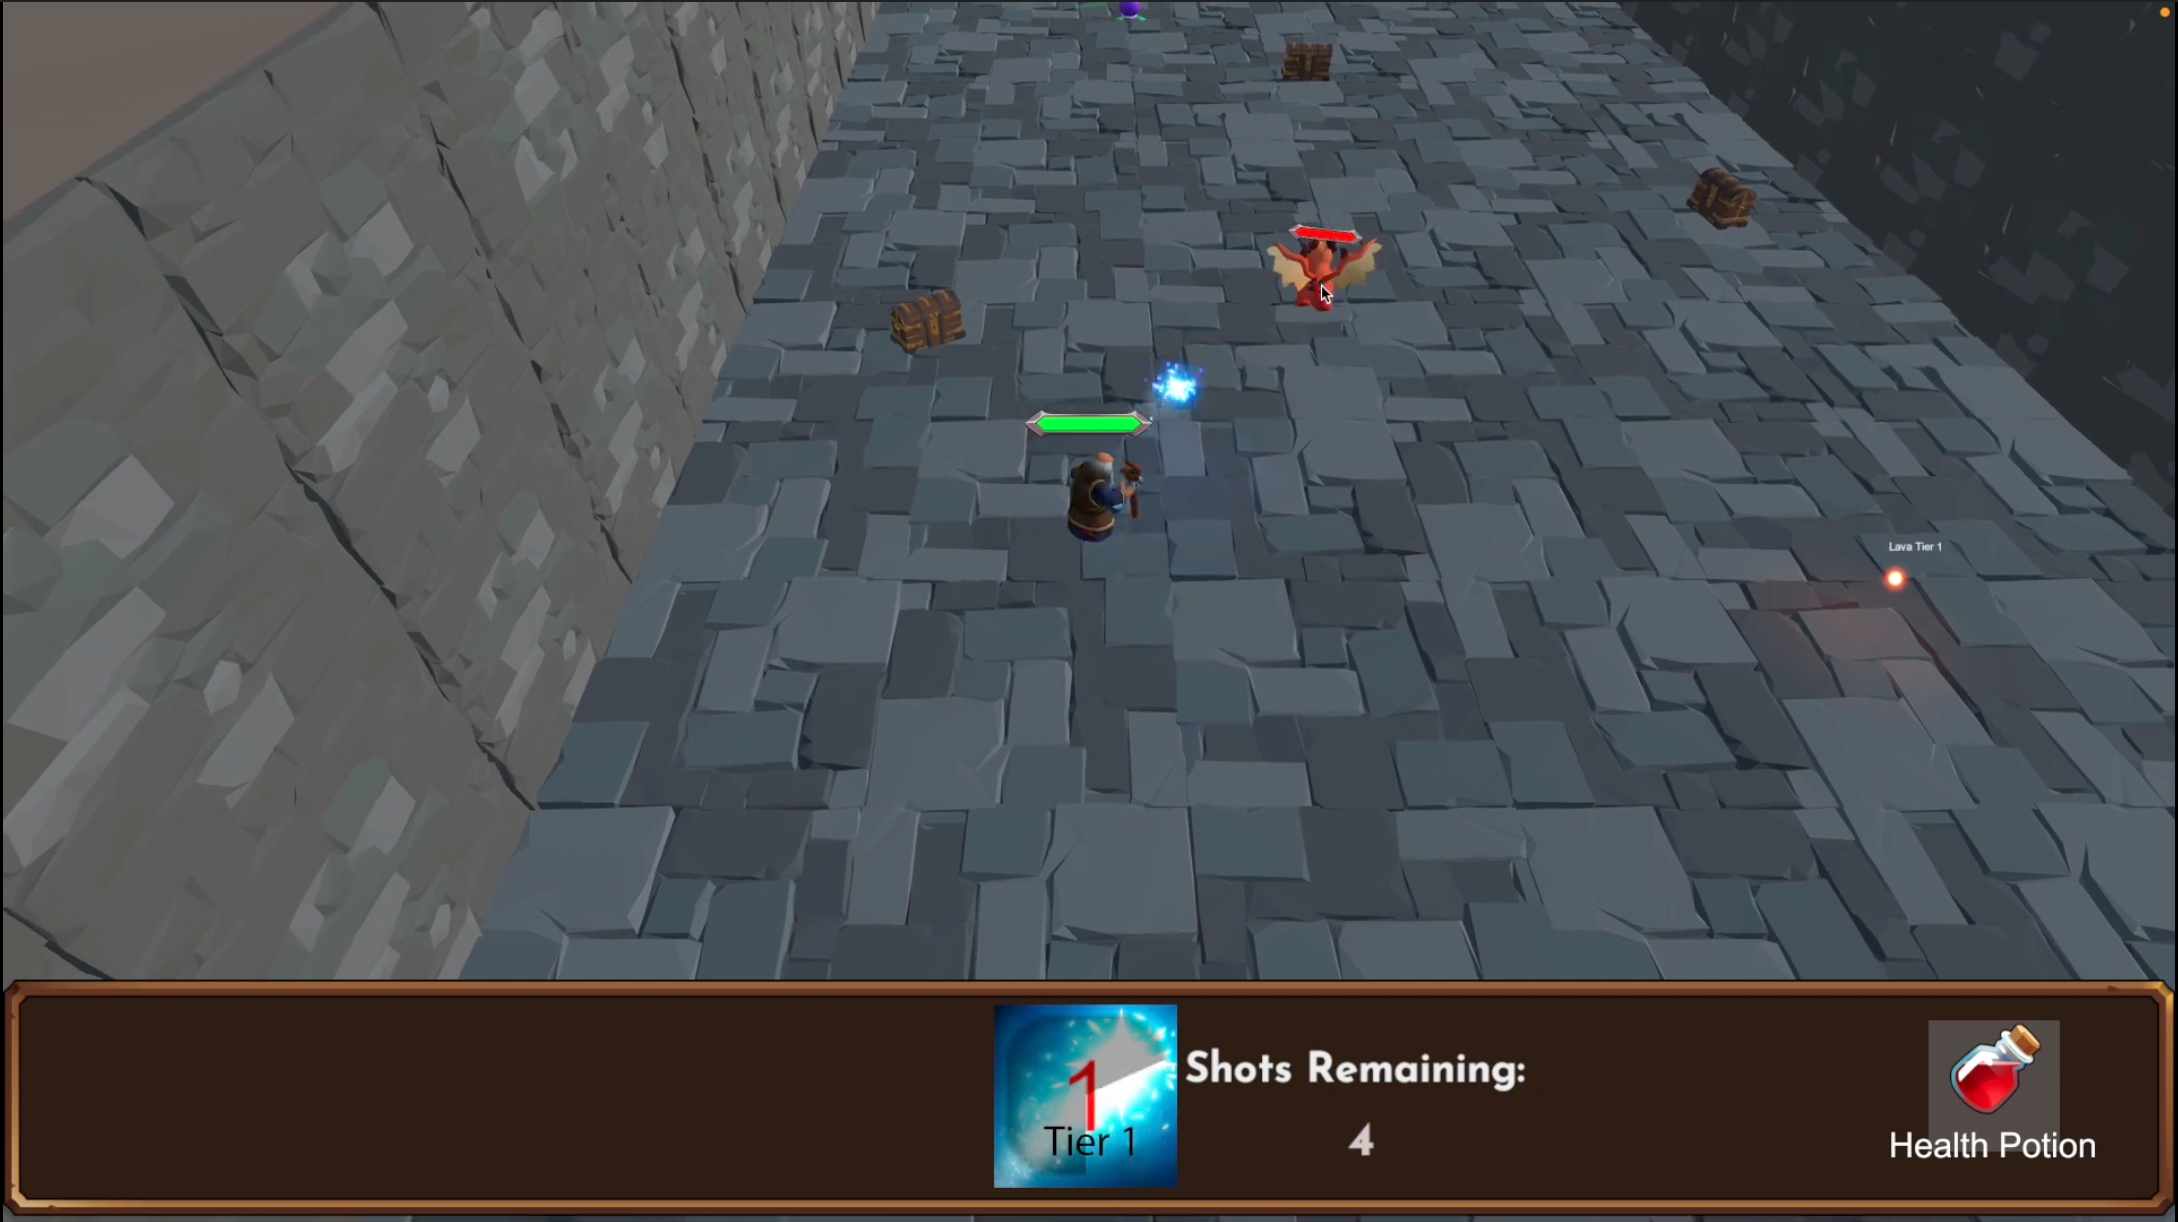 Lava Tier 1
1
Tier 1
Shots Remaining:
4
Health Potion